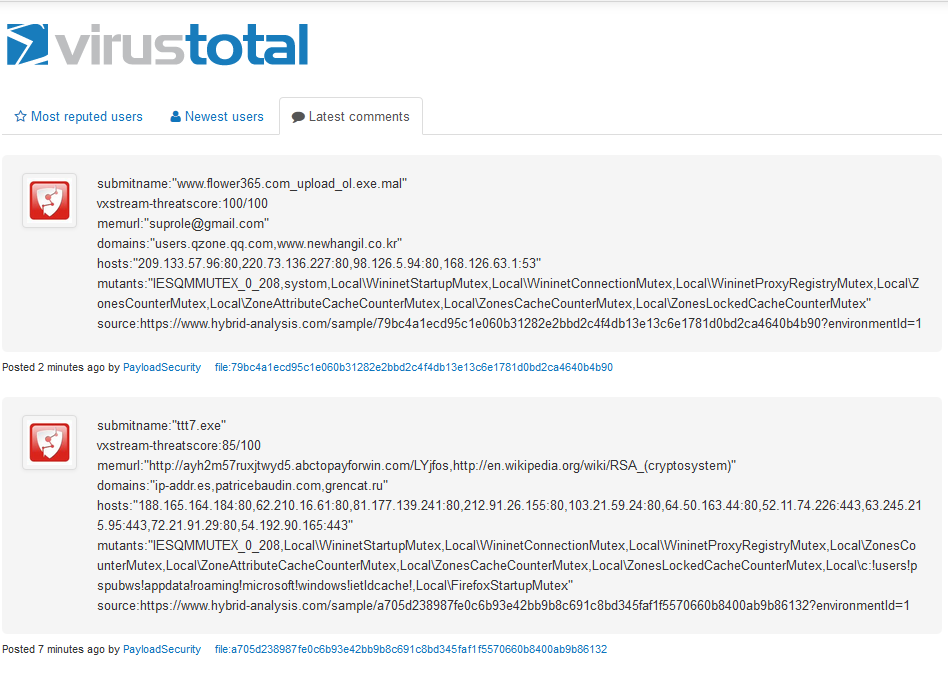 virustotal
Most reputed users Newest users Latest comments
submitname:"www.flower365.com_upload_ol.exe.mal"
vxstream-threatscore:100/100
memurl:"suprole@gmail.com"
domains:"users.qzone.qq.com,www.newhangil.co.kr"
hosts:"209.133.57.96:80,220.73.136.227:80,98.126.5.94:80,168.126.63.1:53"
mutants:"IESQMMUTEX_0_208,system,Local\WininetStartupMutex,Local\WininetConnectionMutex,Local\WininetProxyRegistryMutex,Local\Z
onesCounterMutex,Local\ZoneAttributeCacheCounterMutex,Local\ZonesCacheCounterMutex,Local\ZonesLockedCacheCounterMutex"
source:https://www.hybrid-analysis.com/sample/79bc4a1ecd95c1e060b31282e2bbd2c4f4db13e13c6e1781d0bd2ca4640b4b90?environmentId=1
Posted 2 minutes ago by PayloadSecurity file:79bc4a1ecd95c1e060b31282e2bbd2c4f4db13e13c6e1781d0bd2ca4640b4b90
submitname:"ttt7.exe"
vxstream-threatscore:85/100
memurl:"http://ayh2m57ruxjtwyd5.abctopayforwin.com/LYjfos,http://en.wikipedia.org/wiki/RSA_(cryptosystem)"
domains:"ip-addr.es,patricebaudin.com,grencat.ru"
hosts:"188.165.164.184:80,62.210.16.61:80,81.177.139.241:80,212.91.26.155:80,103.21.59.24:80,64.50.163.44:80,52.11.74.226:443,63.245.21
5.95:443,72.21.91.29:80,54.192.90.165:443"
mutants:"IESQMMUTEX_0_208,Local\WininetStartupMutex,Local\WininetConnectionMutex,Local\WininetProxyRegistryMutex,Local\ZonesCo
unterMutex,Local\ZoneAttributeCacheCounterMutex,Local\ZonesCacheCounterMutex,Local\ZonesLockedCacheCounterMutex,Local\c:!users!p
spubws!appdata!roaming!microsoft!windows!ietldcache!,Local\FirefoxStartupMutex"
source:https://www.hybrid-analysis.com/sample/a705d238987fe0c6b93e42bb9b8c691c8bd345faf1f5570660b8400ab9b86132?environmentId=1
Posted 7 minutes ago by PayloadSecurity file:a705d238987fe0c6b93e42bb9b8c691c8bd345faf1f5570660b8400ab9b86132